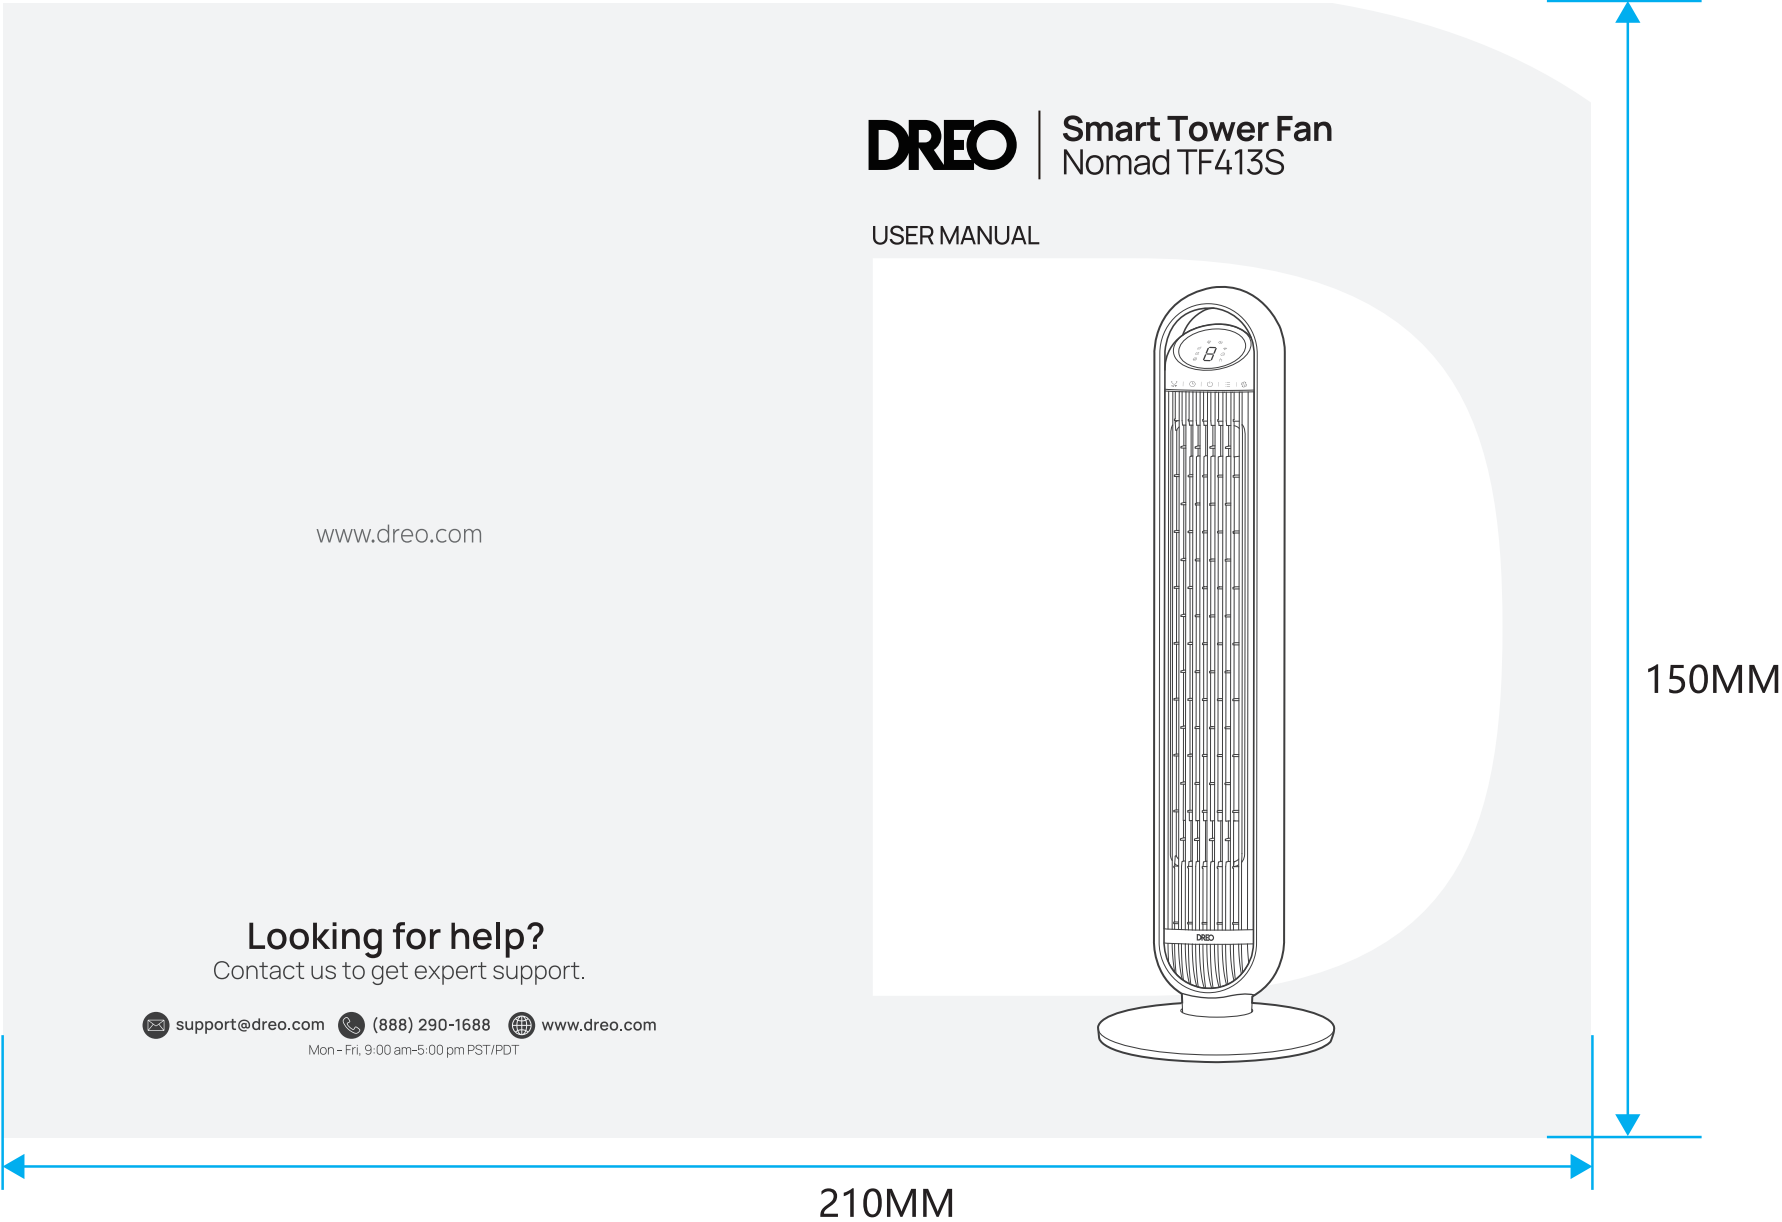 DREO
Smart Tower Fan
Nomad TF413S
USER MANUAL
8
DREO
www.dreo.com
Looking for help?
Contact us to get expert support.
support@dreo.com (888) 290-1688 www.dreo.com
Mon - Fri, 9:00 am-5:00 pm PST/PDT
150MM
210MM